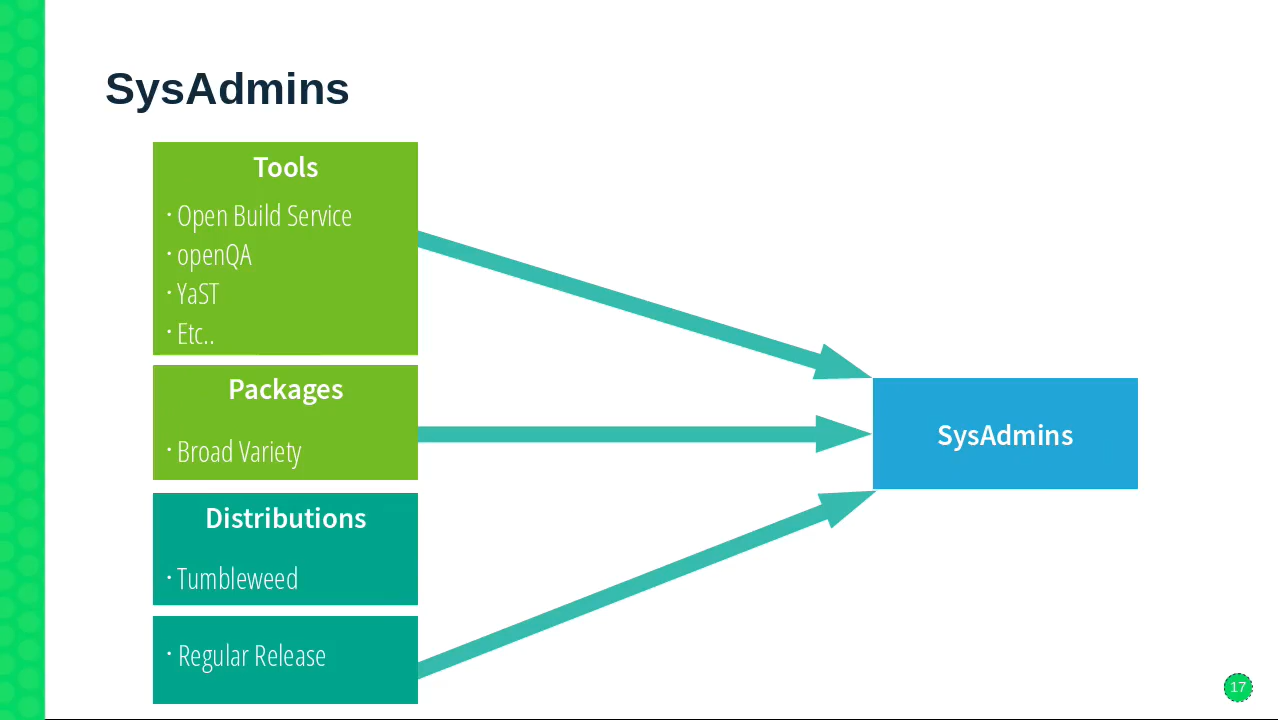 SysAdmins
Tools
· Open Build Service
· openQA
· YaST
· Etc..
Packages
· Broad Variety
Distributions
· Tumbleweed
· Regular Release
SysAdmins
17